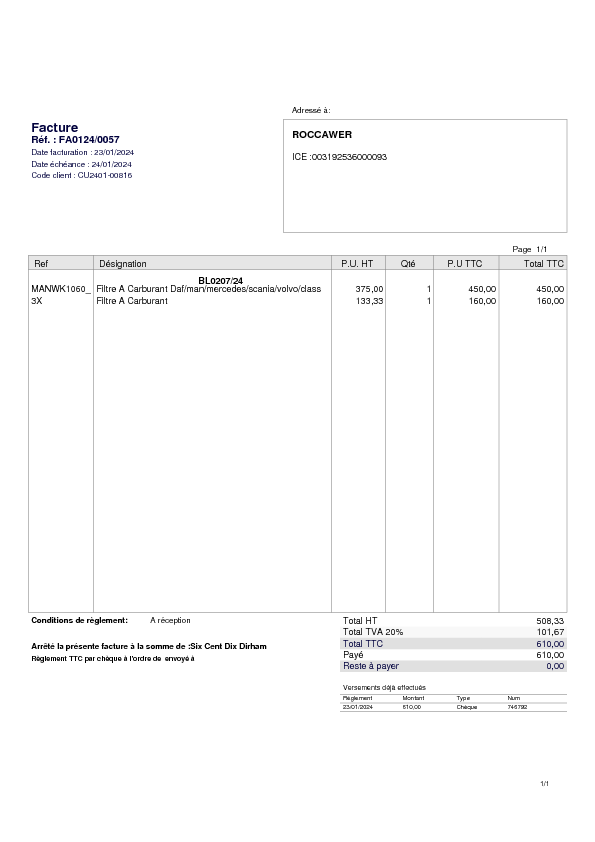 Adressé à:
Facture
Réf. : FA0124/0057
Date facturation : 23/01/2024
Date échéance : 24/01/2024
Code client : CU2401-00816
ROCCAWER
ICE :003192536000093
Page 1/1
Ref Désignation P.U. HT Qté P.U TTC Total TTC
BL0207/24
MANWK1060_ Filtre A Carburant Daf/man/mercedes/scania/volvo/class 375,00 1 450,00 450,00
3X Filtre A Carburant 133,33 1 160,00 160,00
Conditions de règlement: A réception
Total HT 508,33
Total TVA 20% 101,67
Arrêté la présente facture à la somme de :Six Cent Dix Dirham
Total TTC 610,00
Règlement TTC par chèque à l'ordre de envoyé à
Payé 610,00
Reste à payer 0,00
Versements déjà effectués
Règlement Montant Type Num
23/01/2024 610,00 Chèque 746792
1/1